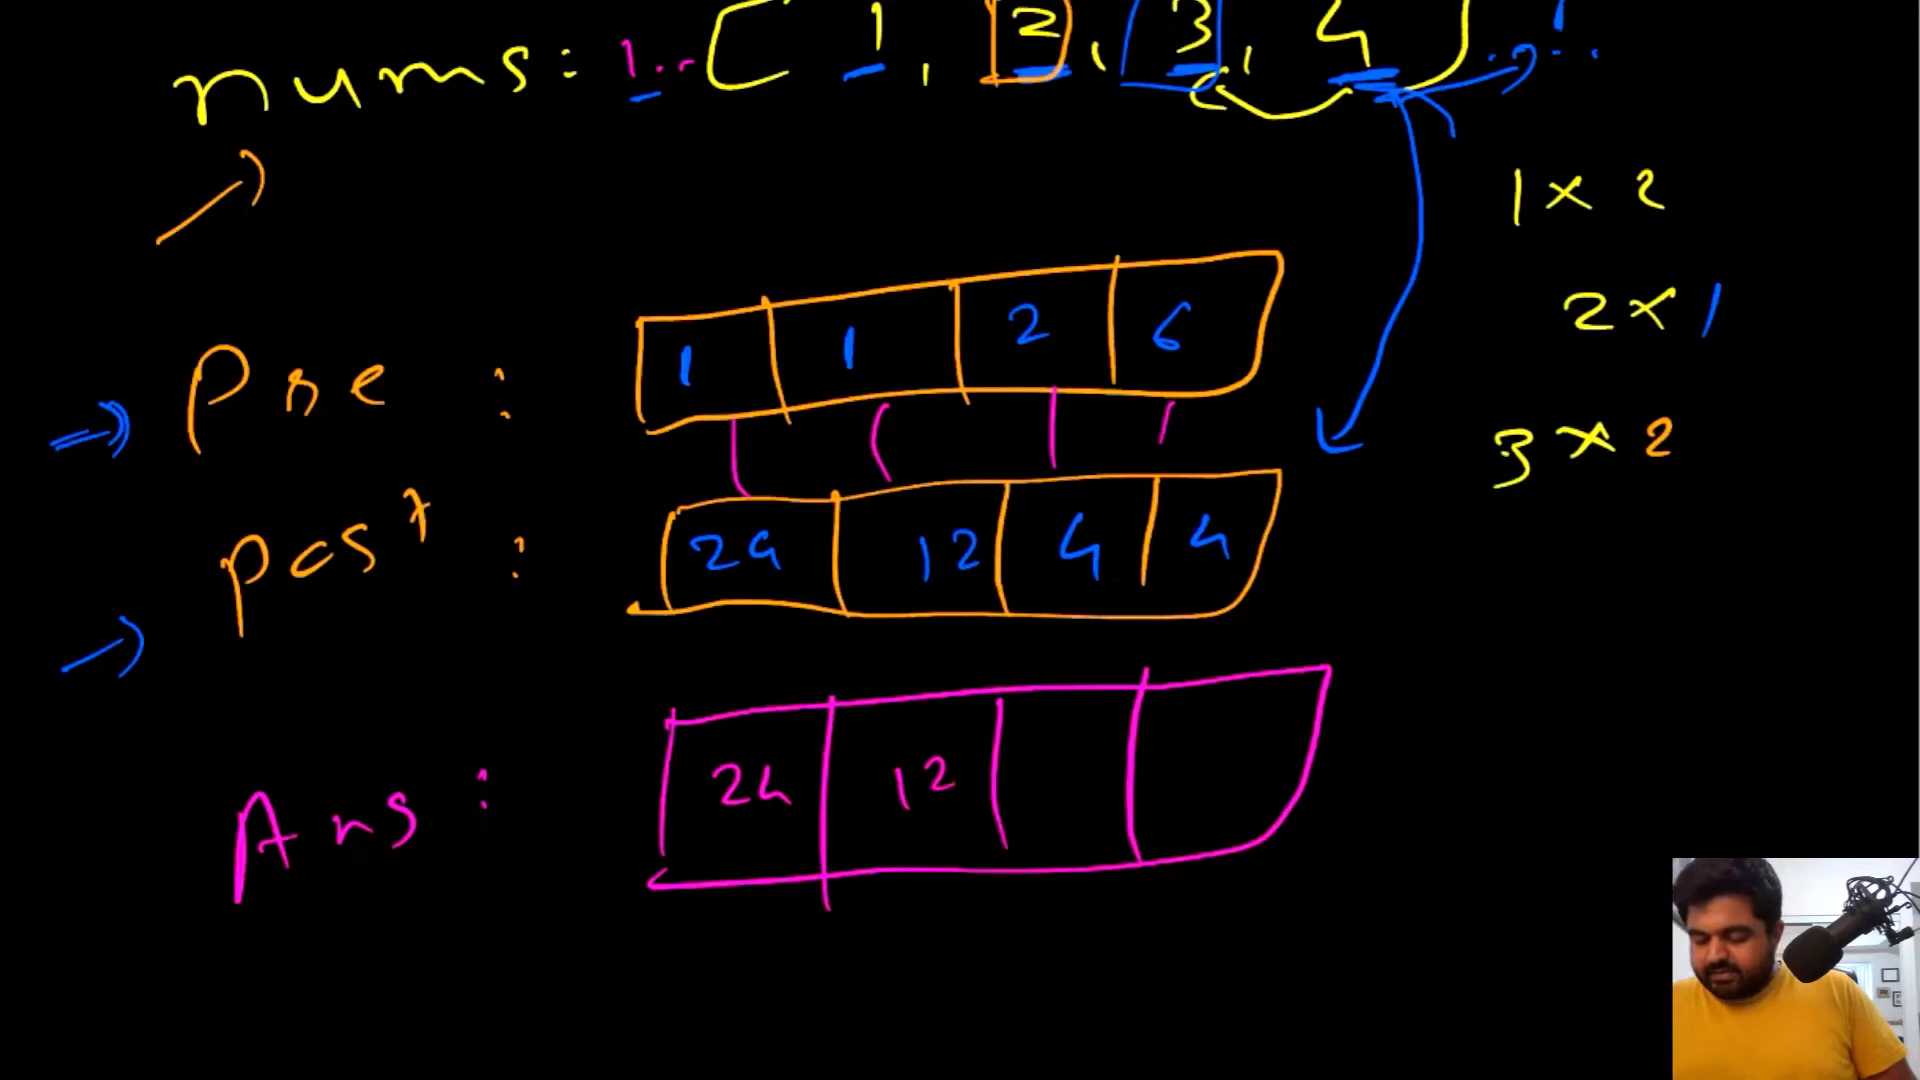 nums: 1.. [ 1, 2, 3, 4 ] ..1..
1 x 2
2 x 1
Pre : 1 1 2 6
3 x 2
post : 24 12 4 4
Ans : 24 12